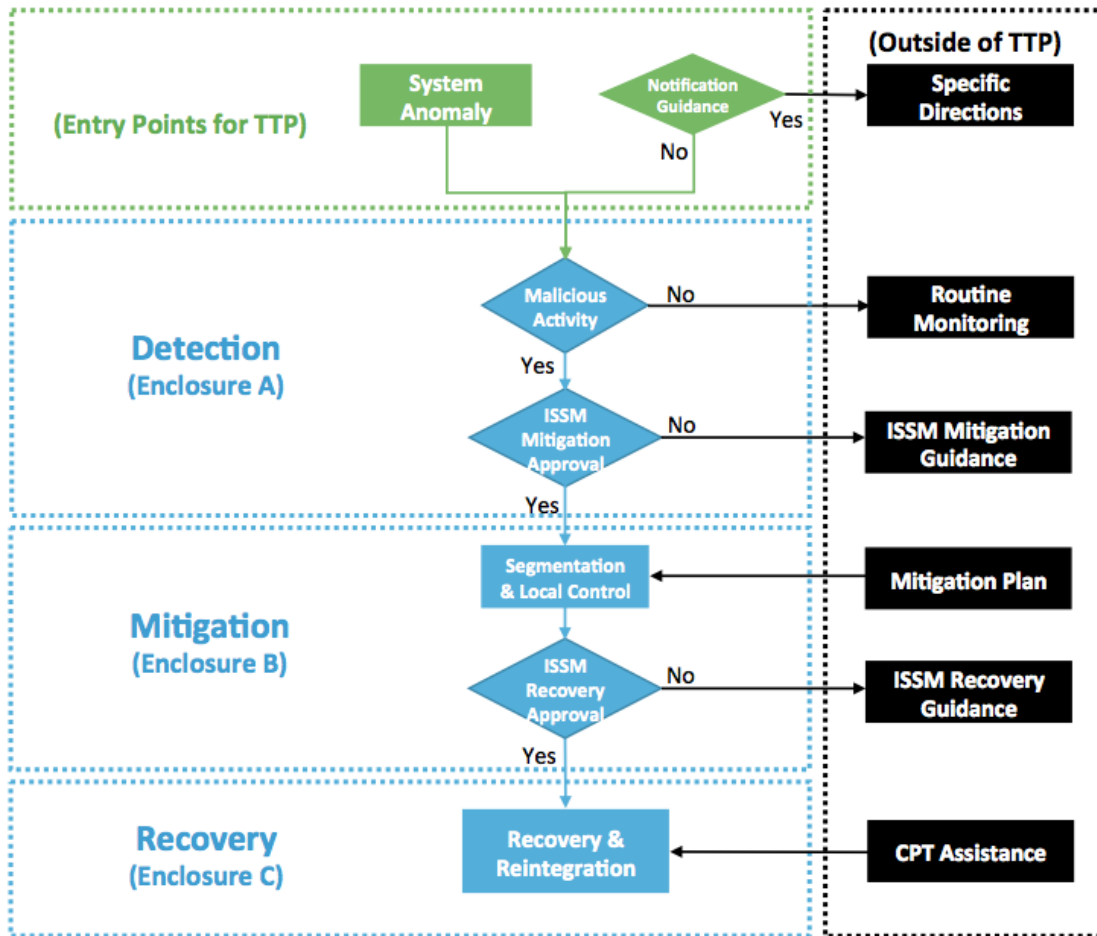 (Outside of TTP)
System
Anomaly
Notification
Guidance
Specific
Directions
(Entry Points for TTP)
Yes
No
Malicious
Activity
No
Routine
Monitoring
Detection
(Enclosure A)
Yes
ISSM
Mitigation
Approval
No
ISSM Mitigation
Guidance
Yes
Segmentation
& Local Control
Mitigation Plan
Mitigation
(Enclosure B)
ISSM
Recovery
Approval
No
ISSM Recovery
Guidance
Yes
Recovery
(Enclosure C)
Recovery &
Reintegration
CPT Assistance